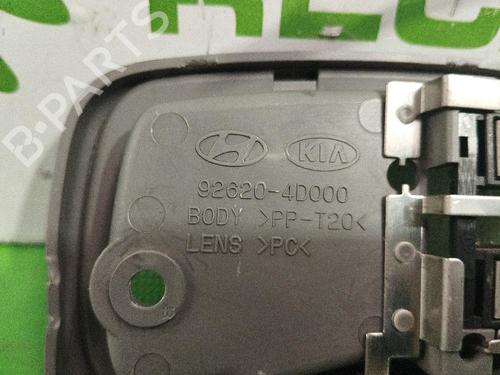 B-PARTS
KIA
92620-4D000
BODY >PP-T20<
LENS >PC<